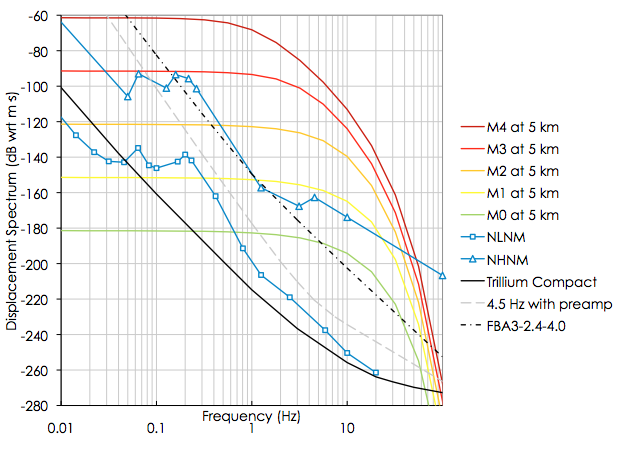 -60
-80
-100
-120
-140
-160
-180
-200
-220
-240
-260
-280
Displacement Spectrum (dB wrt m s)
0.01
0.1
1
10
Frequency (Hz)
M4 at 5 km
M3 at 5 km
M2 at 5 km
M1 at 5 km
M0 at 5 km
NLNM
NHNM
Trillium Compact
4.5 Hz with preamp
FBA3-2.4-4.0